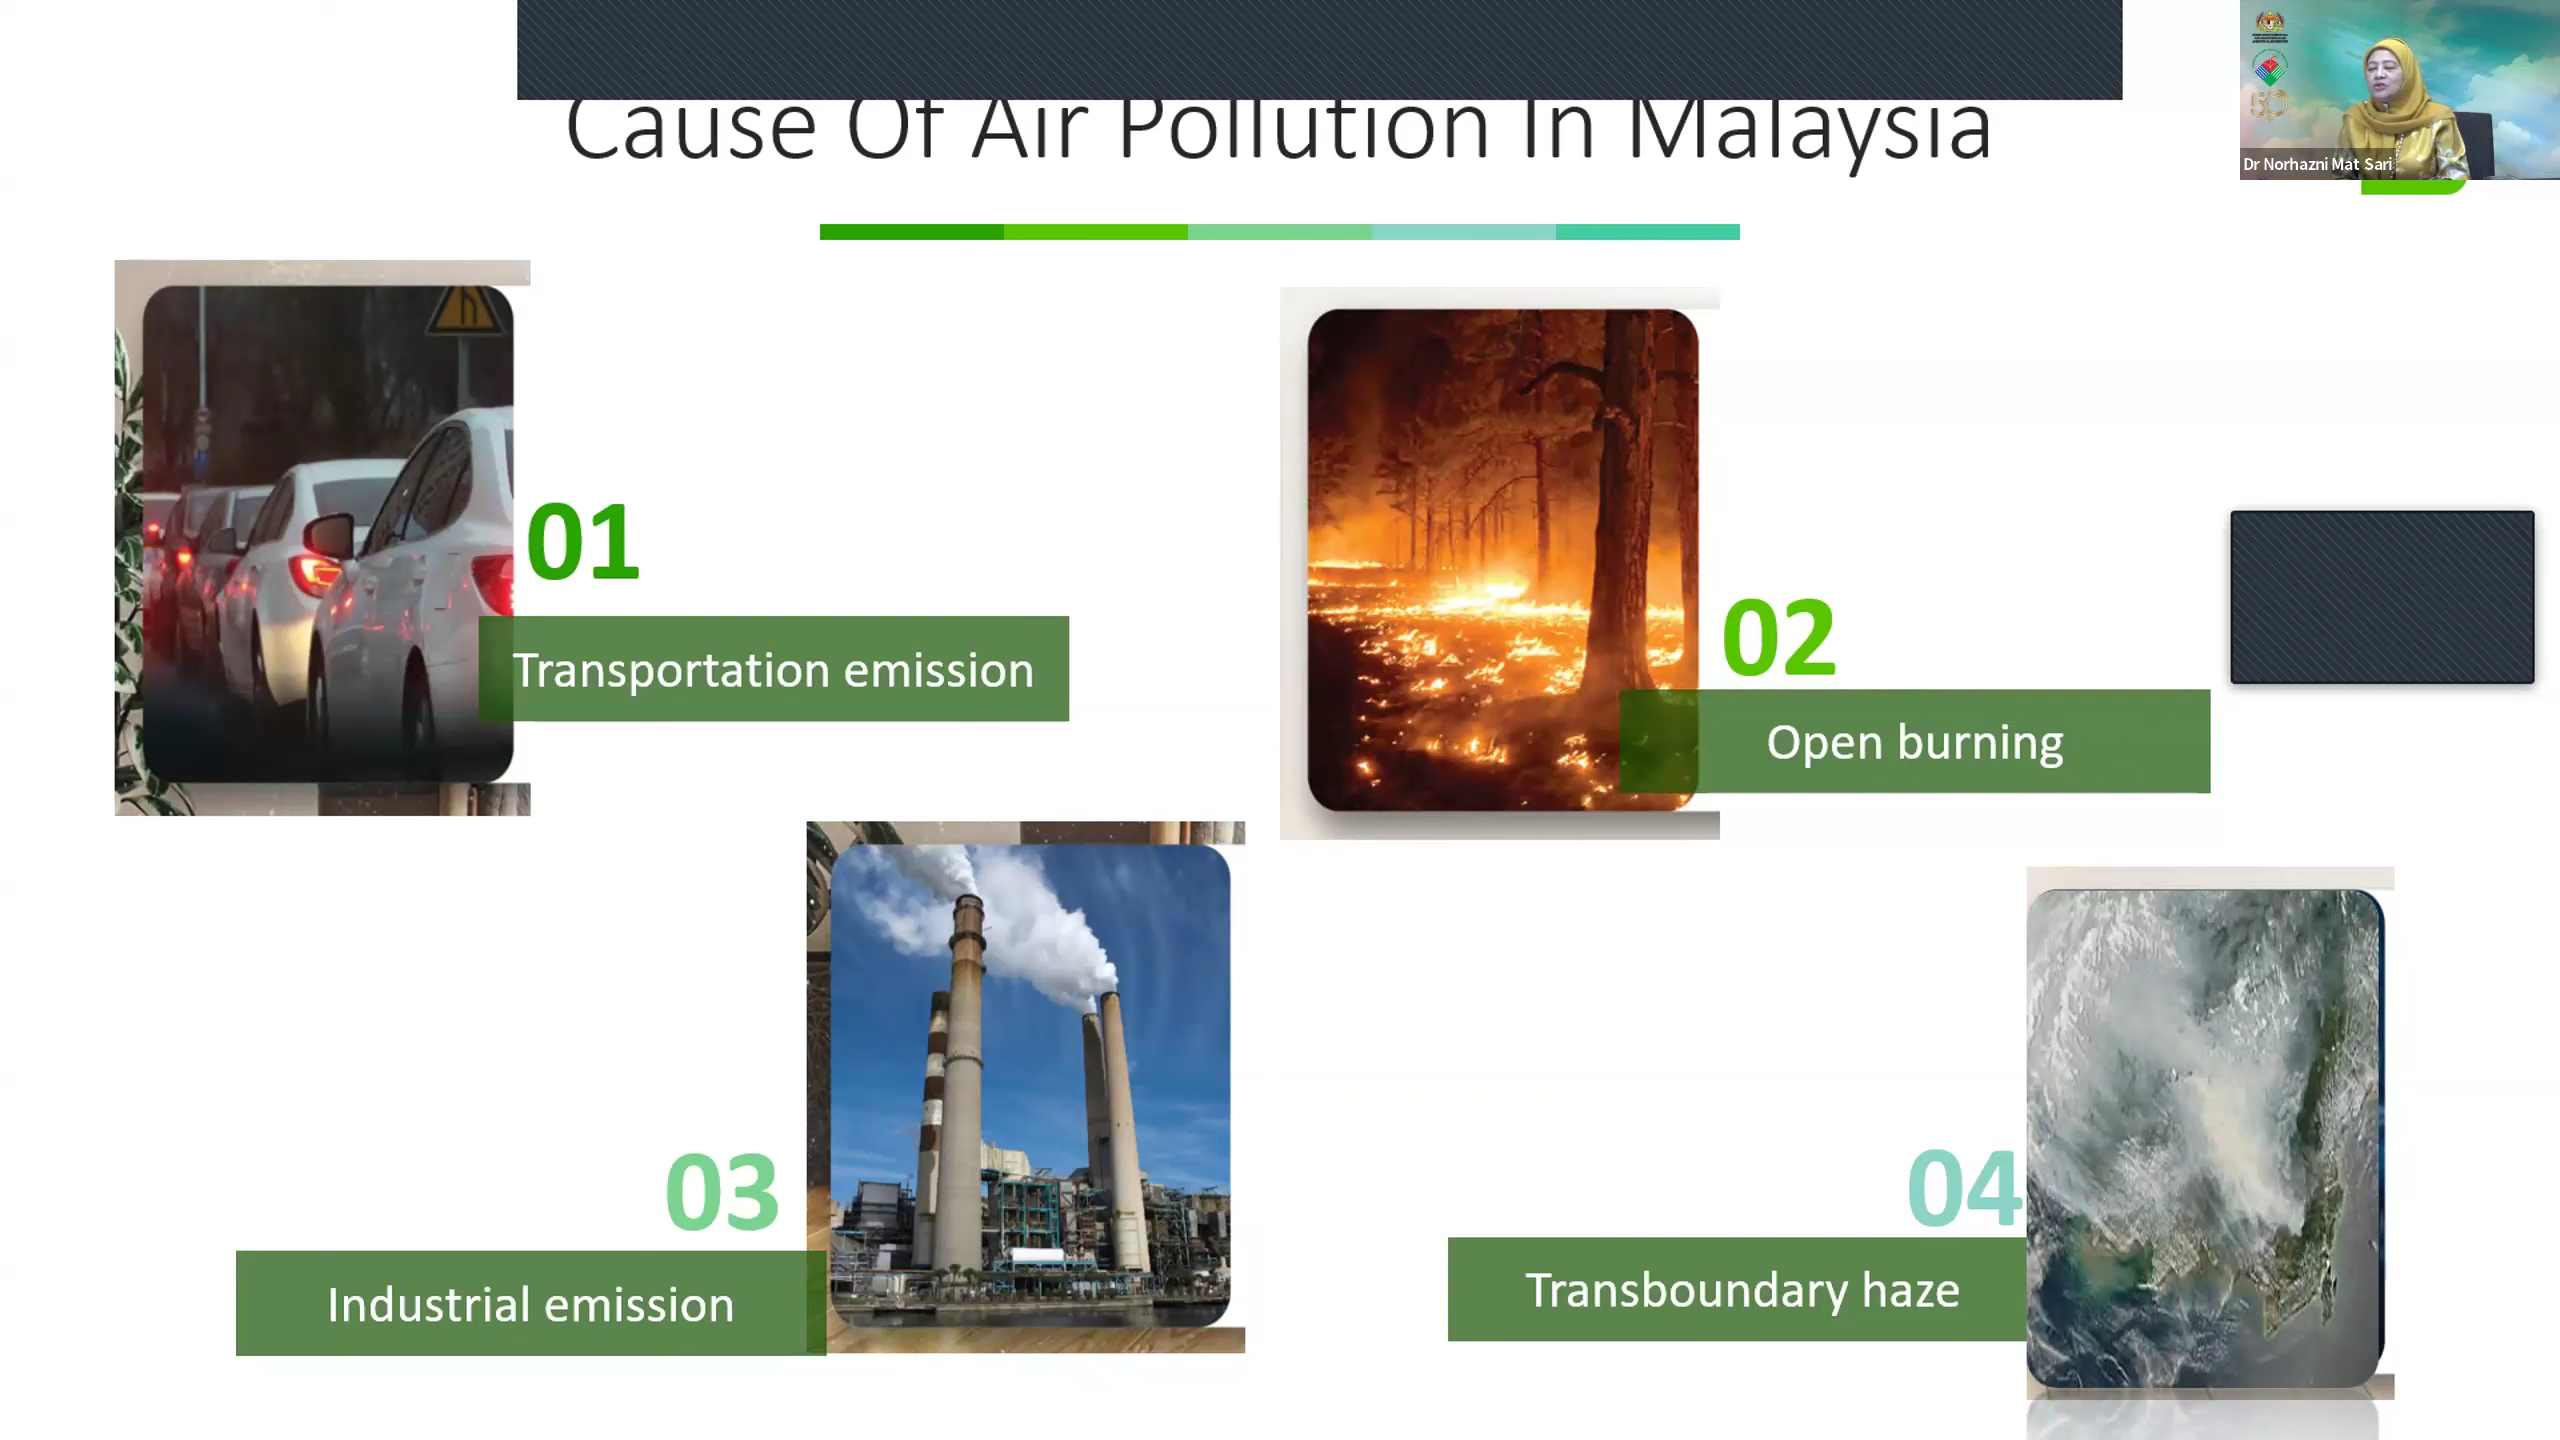 Cause Of Air Pollution In Malaysia
Dr Norhazni Mat Sari
50
01
Transportation emission
02
Open burning
03
Industrial emission
04
Transboundary haze